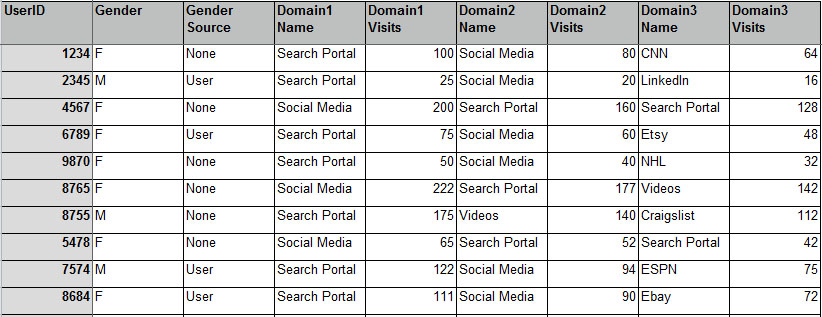 UserID Gender Gender Source Domain1 Name Domain1 Visits Domain2 Name Domain2 Visits Domain3 Name Domain3 Visits
1234 F None Search Portal 100 Social Media 80 CNN 64
2345 M User Search Portal 25 Social Media 20 LinkedIn 16
4567 F None Social Media 200 Search Portal 160 Search Portal 128
6789 F User Search Portal 75 Social Media 60 Etsy 48
9870 F None Search Portal 50 Social Media 40 NHL 32
8765 F None Social Media 222 Search Portal 177 Videos 142
8755 M None Search Portal 175 Videos 140 Craigslist 112
5478 F None Social Media 65 Search Portal 52 Search Portal 42
7574 M User Search Portal 122 Social Media 94 ESPN 75
8684 F User Search Portal 111 Social Media 90 Ebay 72